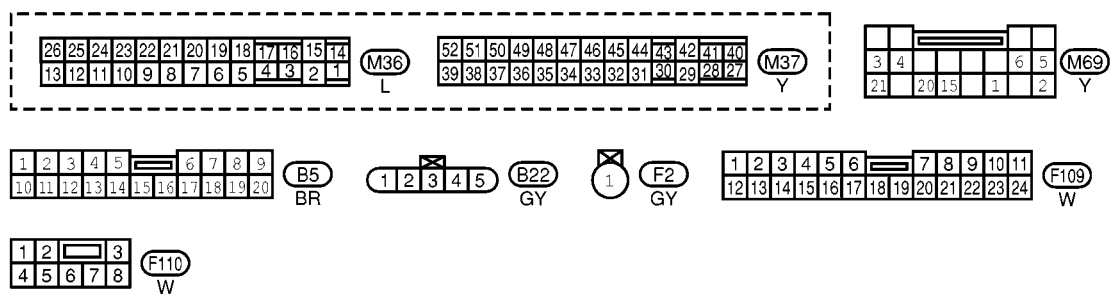 26 25 24 23 22 21 20 19 18 17 16 15 14 52 51 50 49 48 47 46 45 44 43 42 41 40
13 12 11 10 9 8 7 6 5 4 3 2 1 M36 39 38 37 36 35 34 33 32 31 30 29 28 27 M37 3 4 6 5 M69
L Y 21 20 15 1 2 Y
1 2 3 4 5 6 7 8 9 1 2 3 4 5 6 7 8 9 10 11
10 11 12 13 14 15 16 17 18 19 20 B5 1 2 3 4 5 B22 1 F2 12 13 14 15 16 17 18 19 20 21 22 23 24 F109
BR GY GY W
1 2 3
4 5 6 7 8 F110
W